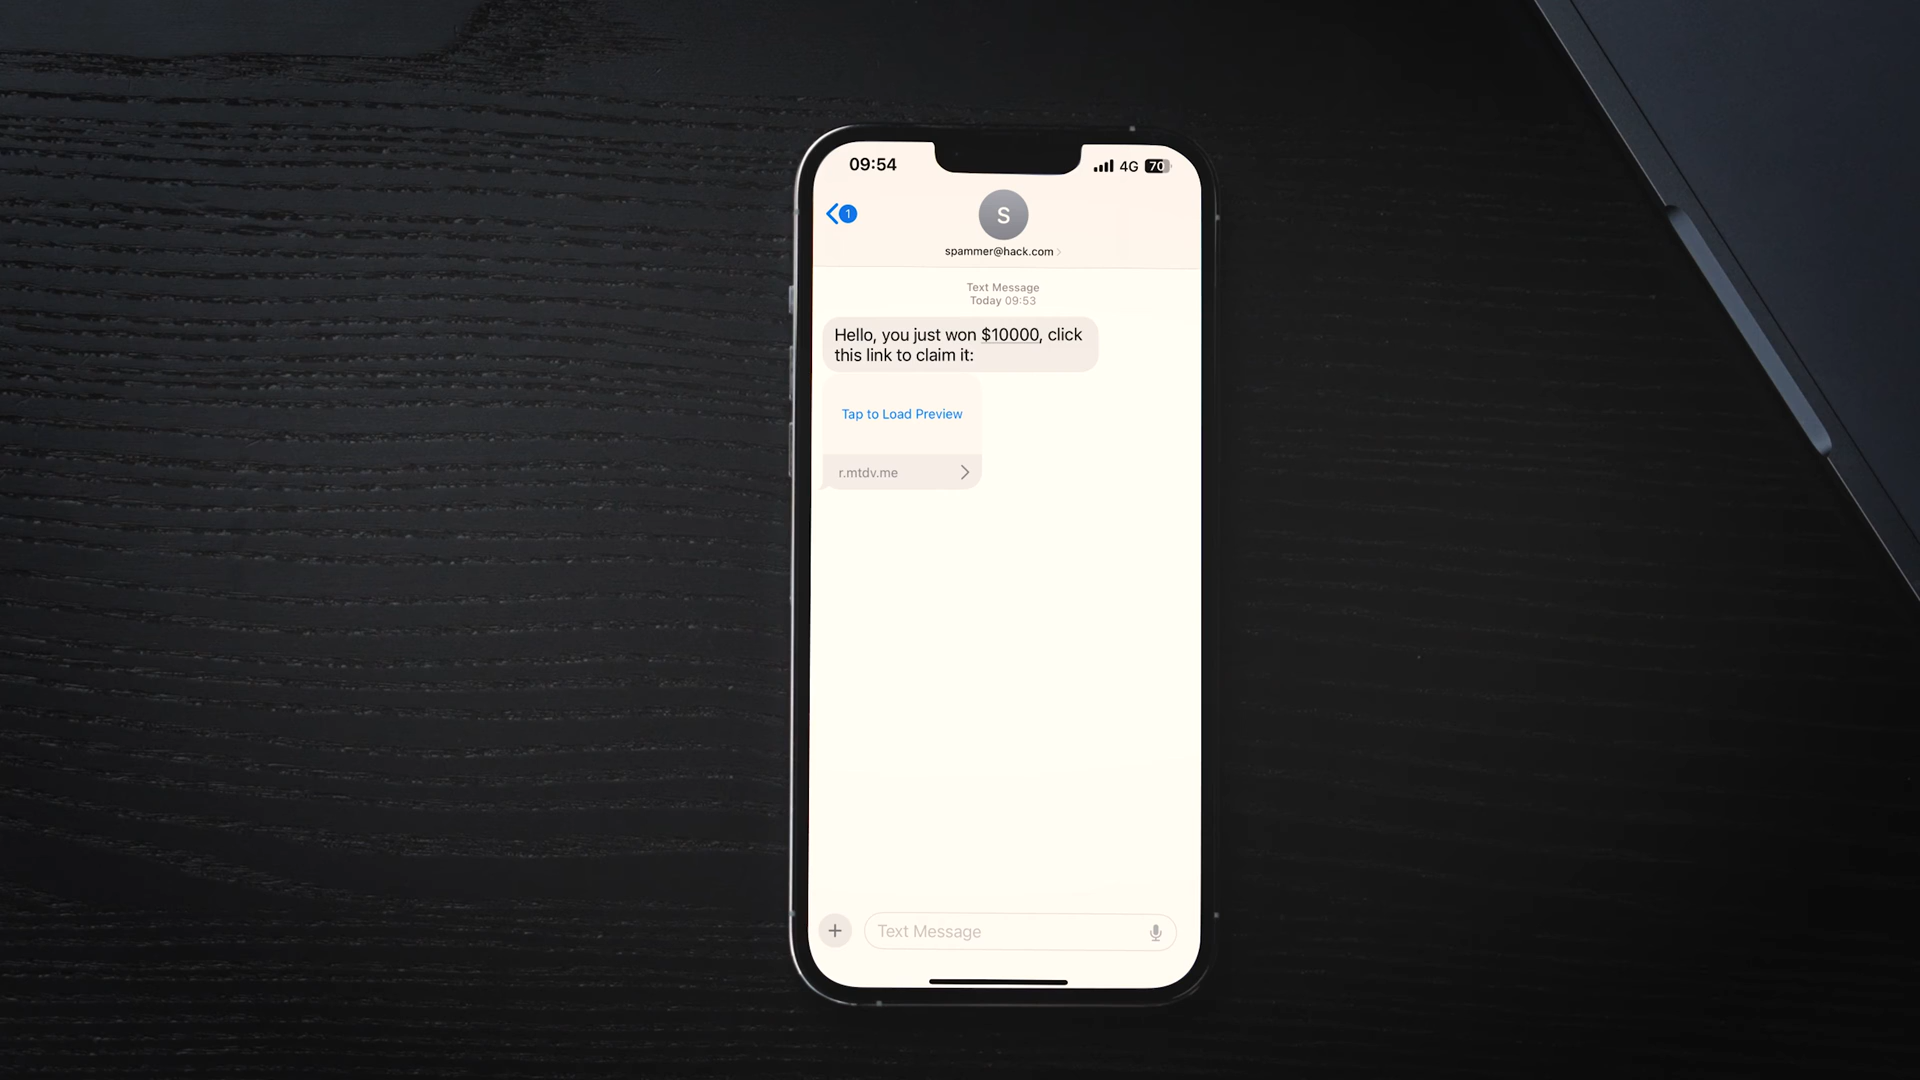 09:54
4G 70
1
S
spammer@hack.com
Text Message
Today 09:53
Hello, you just won $10000, click
this link to claim it:
Tap to Load Preview
r.mtdv.me
Text Message